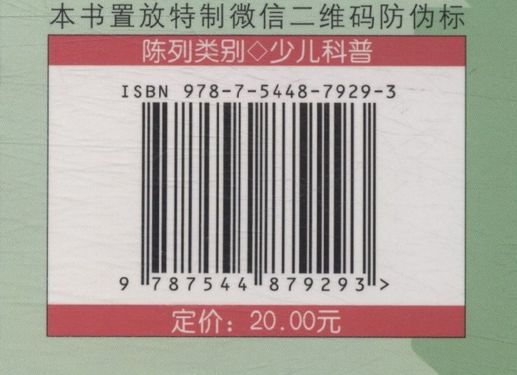 本书置放特制微信二维码防伪标
陈列类别◇少儿科普
ISBN 978-7-5448-7929-3
9 787544 879293 >
定价：20.00元